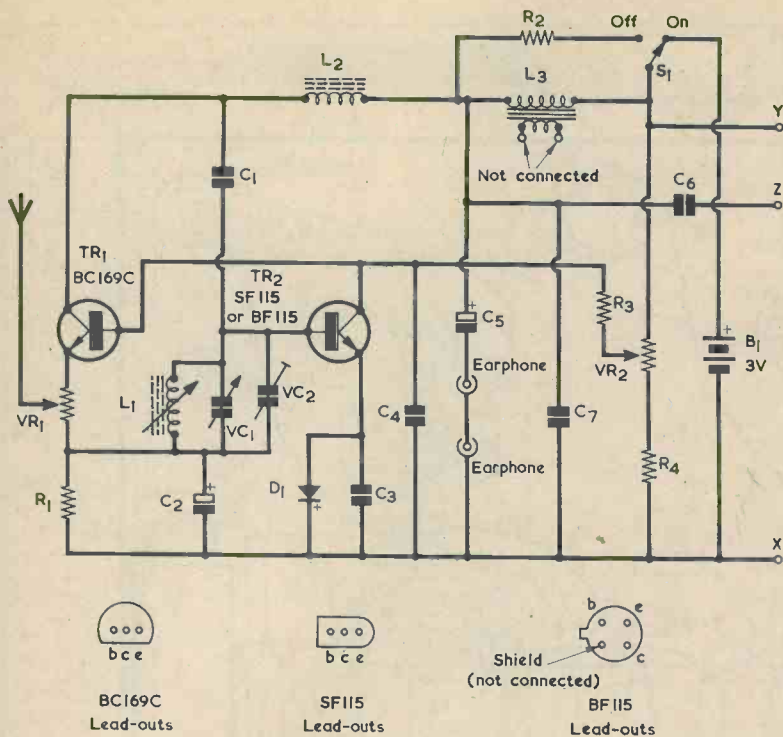 R2
Off
On
S1
L2
L3
Y
Not connected
C6
Z
C1
TR1
BC169C
TR2
SF115
or BF115
R3
+
C5
+
B1
3V
Earphone
VR2
L1
VC2
VC1
VR1
C4
C7
Earphone
R1
C2
+
D1
+
C3
R4
X
b c e
BC169C
Lead-outs
b c e
SF115
Lead-outs
b
e
c
Shield
(not connected)
BF115
Lead-outs